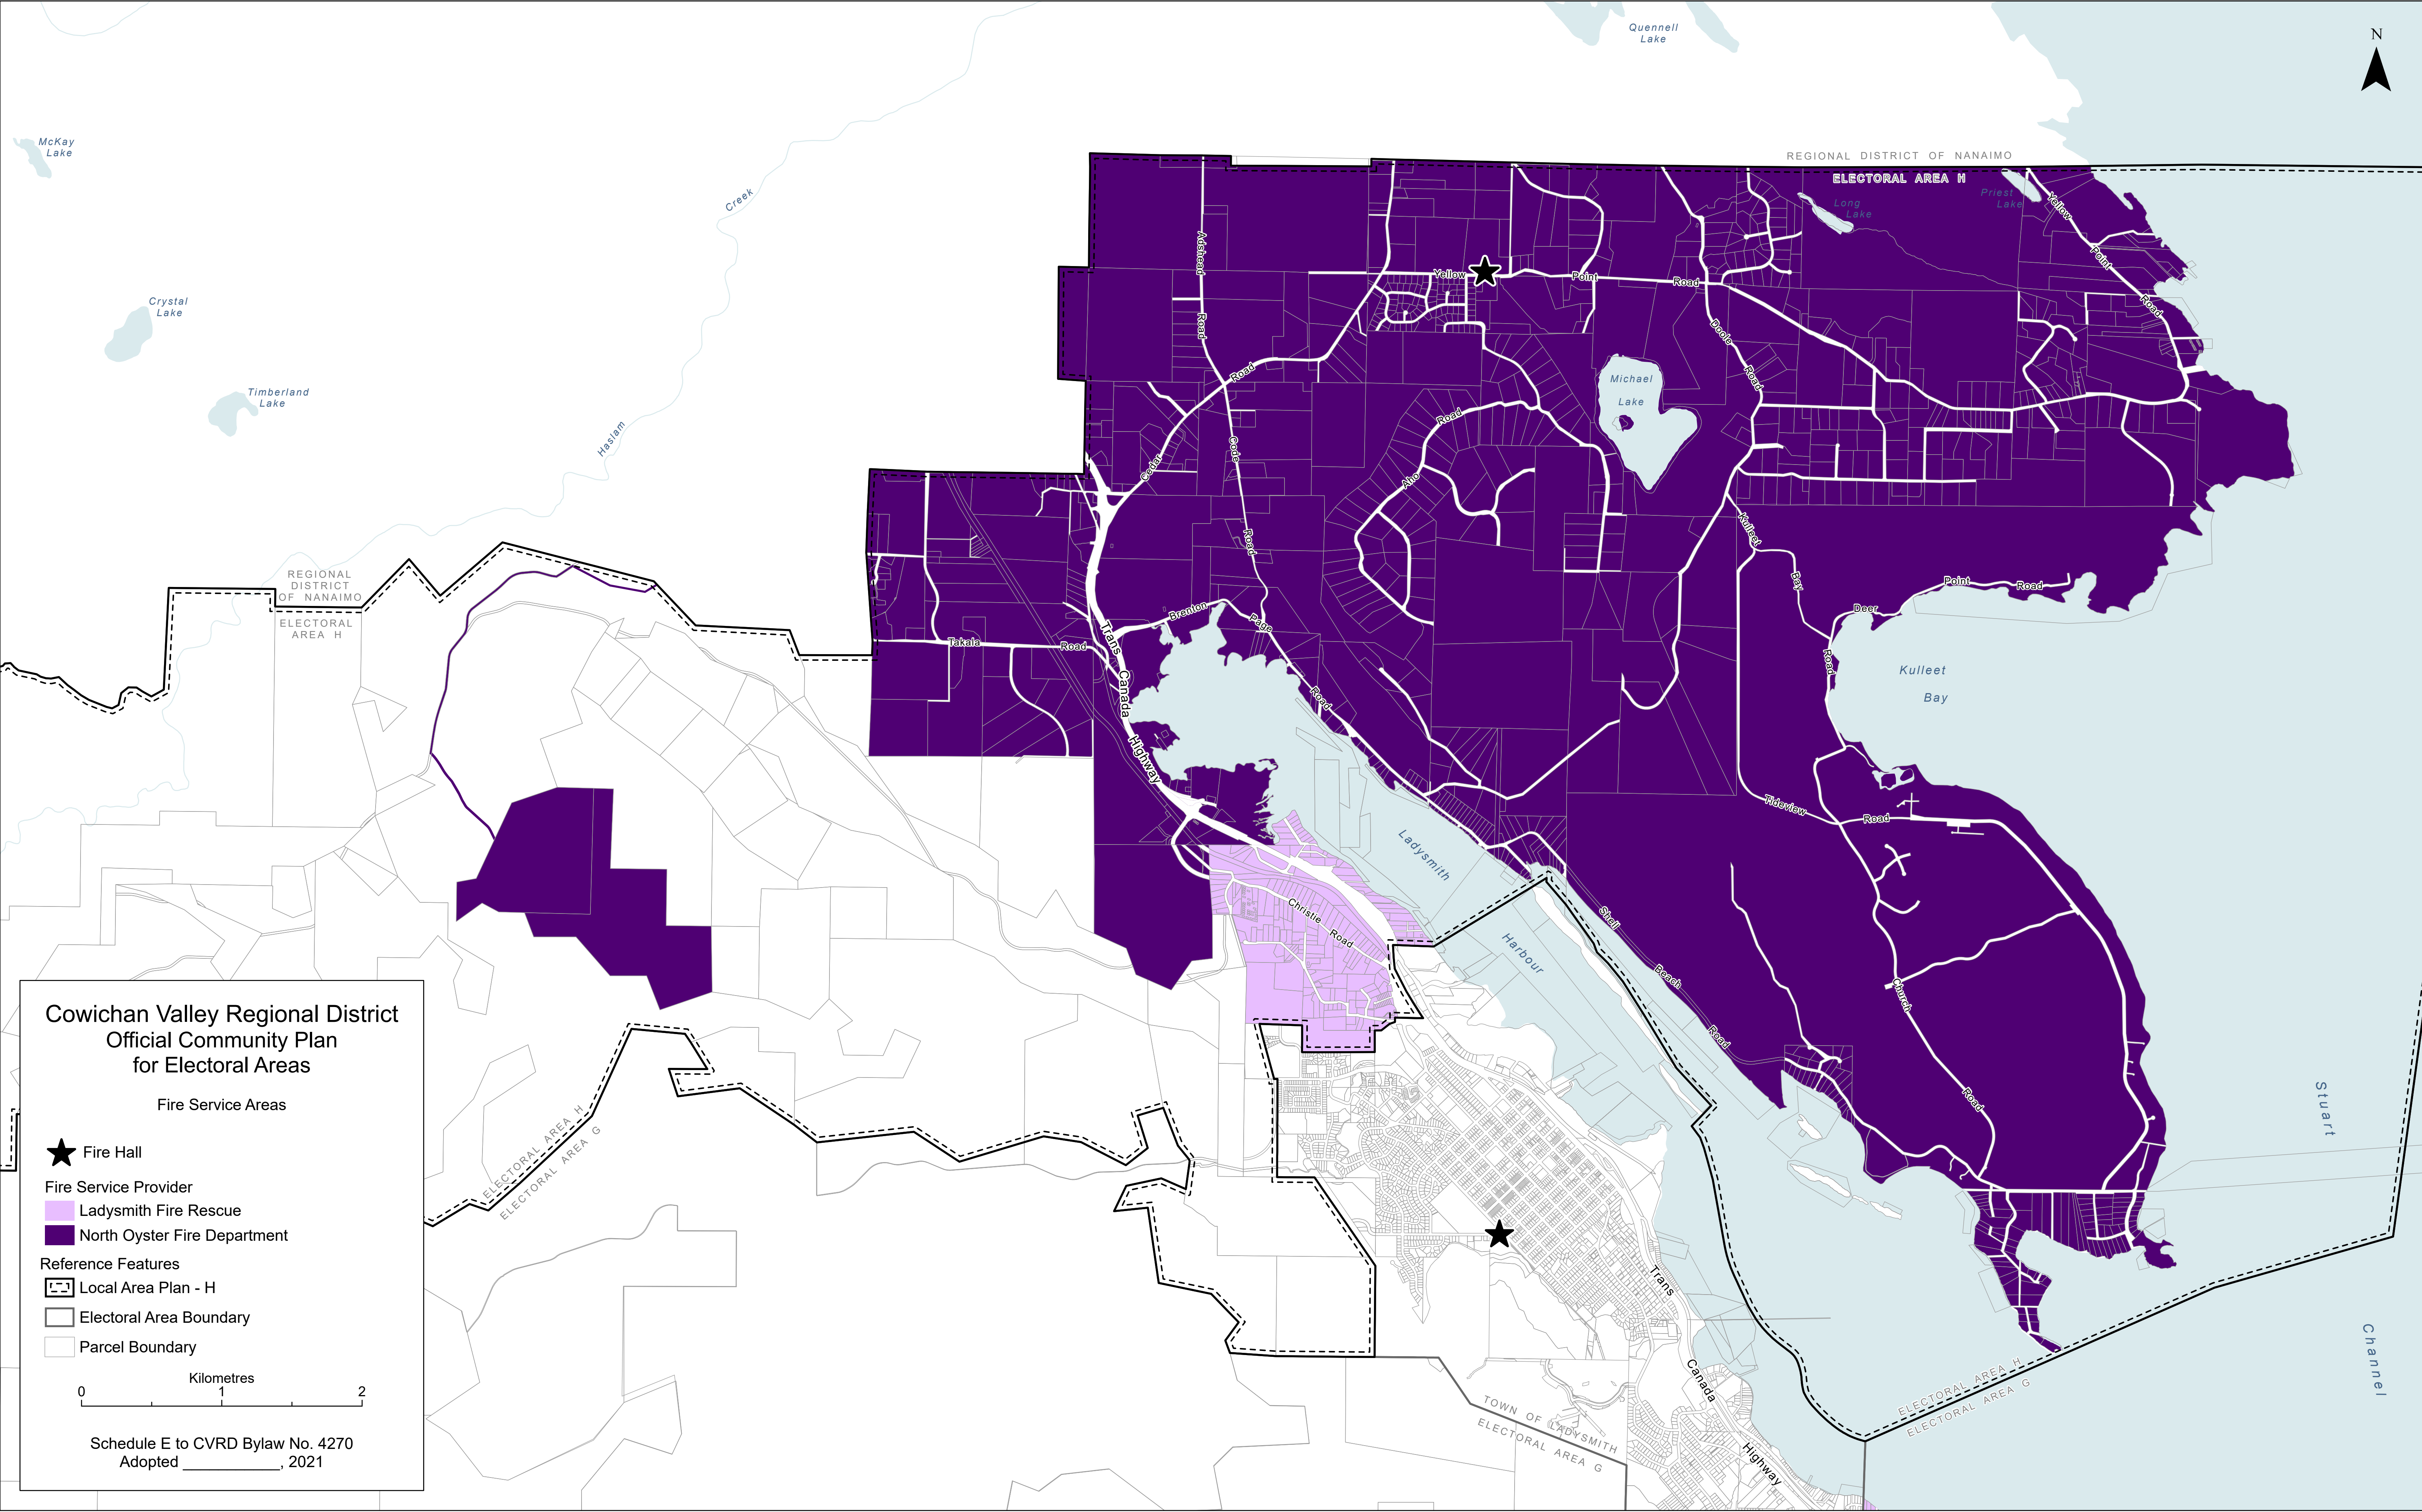 Quennell
Lake
N
McKay
Lake
REGIONAL DISTRICT OF NANAIMO
ELECTORAL AREA H
Creek
Long
Lake
Priest
Lake
Yellow
Point
Road
Adshead
Road
Yellow
Point
Road
Crystal
Lake
Doole
Road
Road
Michael
Lake
Timberland
Lake
Haslam
Cedar
Code
Road
Road
Aho
Kulleet
Bay
Road
REGIONAL
DISTRICT
OF NANAIMO
ELECTORAL
AREA H
Deer
Point
Road
Brenton
Page
Road
Takala
Road
Trans
Canada
Highway
Kulleet
Bay
Tideview
Road
Ladysmith
Harbour
Christie
Road
Shell
Beach
Road
Church
Road
Stuart
Channel
Cowichan Valley Regional District
Official Community Plan
for Electoral Areas
Fire Service Areas
Fire Hall
Fire Service Provider
Ladysmith Fire Rescue
North Oyster Fire Department
Reference Features
Local Area Plan - H
Electoral Area Boundary
Parcel Boundary
Kilometres
0 1 2
Schedule E to CVRD Bylaw No. 4270
Adopted ___________, 2021
ELECTORAL AREA H
ELECTORAL AREA G
Trans
Canada
Highway
TOWN OF LADYSMITH
ELECTORAL AREA G
ELECTORAL AREA H
ELECTORAL AREA G